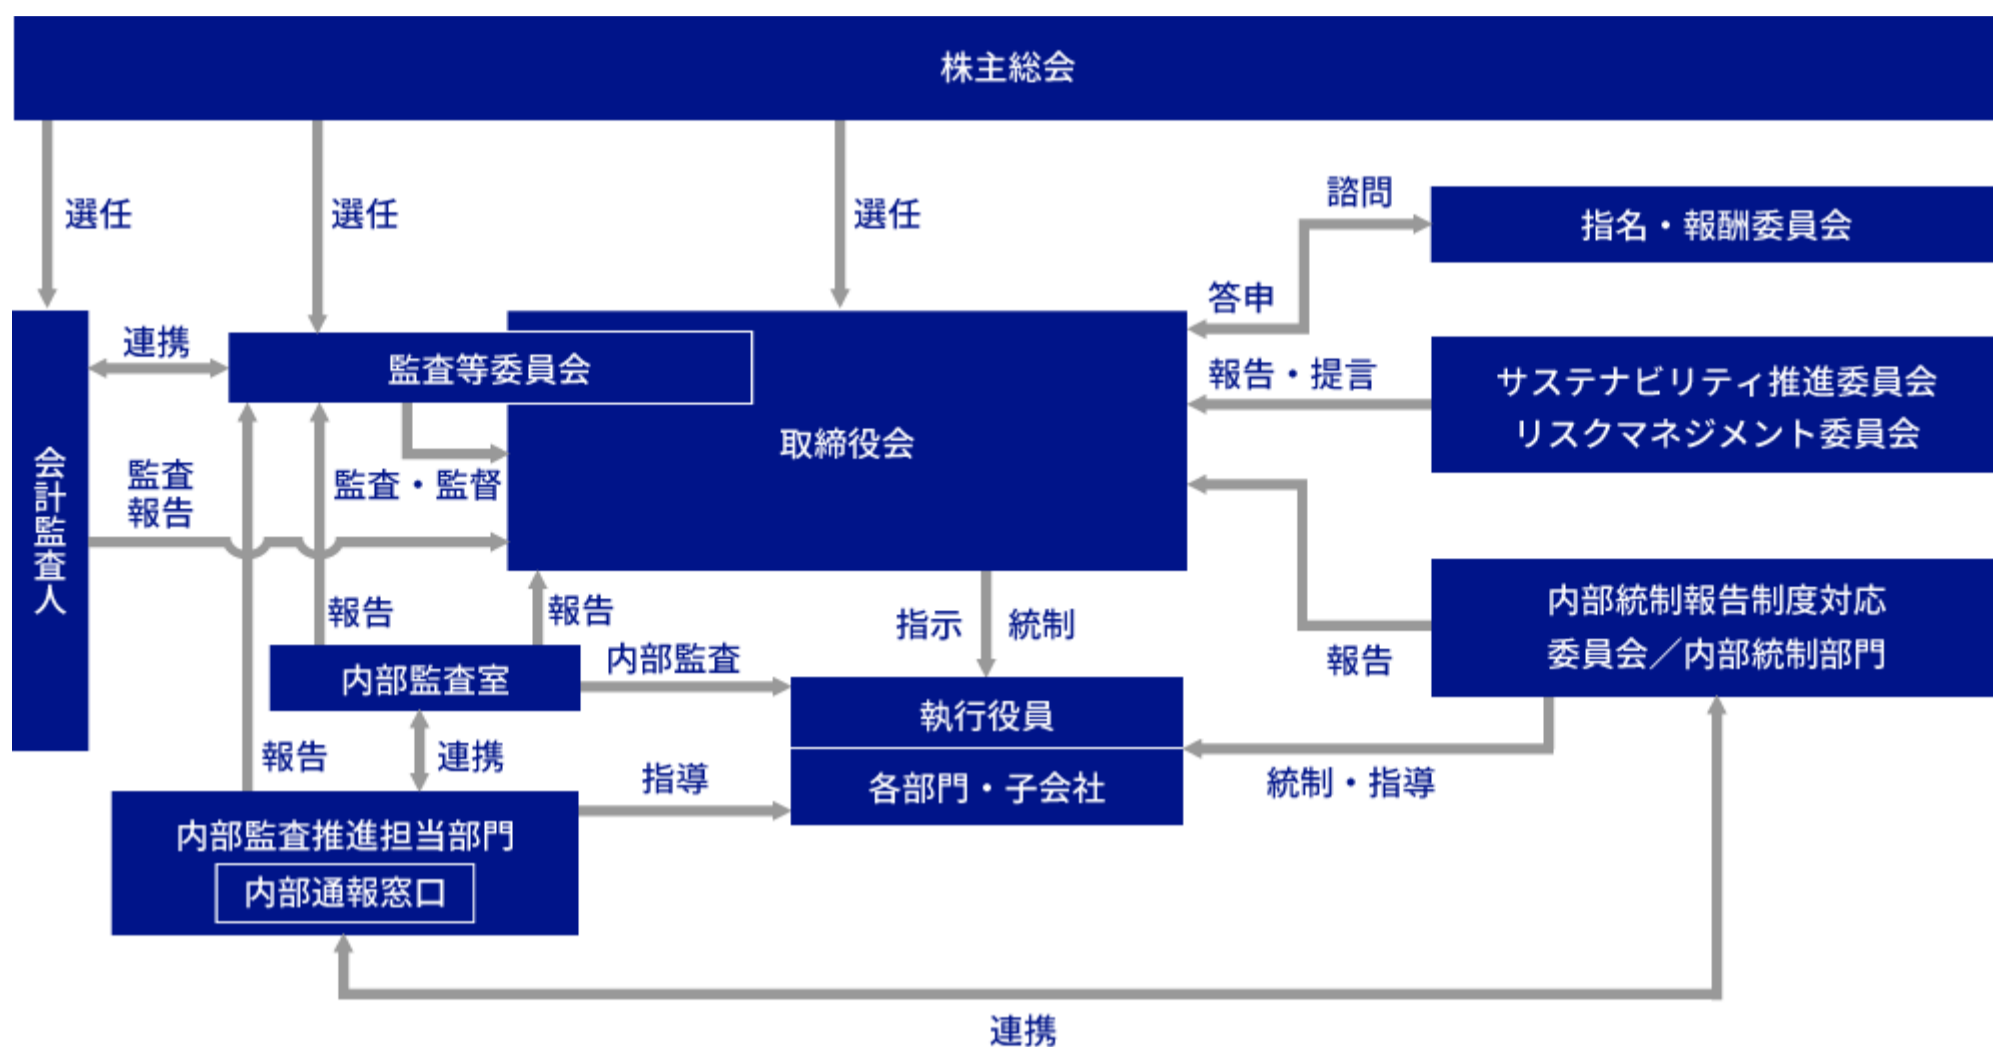 株主総会
選任
選任
選任
諮問
指名・報酬委員会
答申
連携
監査等委員会
報告・提言
サステナビリティ推進委員会
リスクマネジメント委員会
取締役会
会計監査人
監査
報告
監査・監督
内部統制報告制度対応
委員会／内部統制部門
報告
報告
指示
統制
報告
内部監査室
内部監査
執行役員
各部門・子会社
統制・指導
報告
連携
指導
内部監査推進担当部門
内部通報窓口
連携